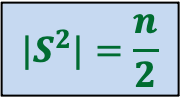 |S²| = n/2